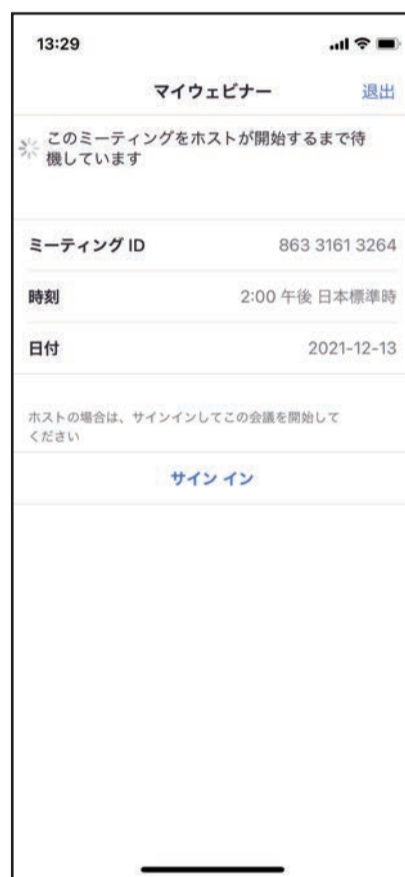 13:29
マイウェビナー 退出
このミーティングをホストが開始するまで待
機しています
ミーティング ID 863 3161 3264
時刻 2:00 午後 日本標準時
日付 2021-12-13
ホストの場合は、サインインしてこの会議を開始して
ください
サイン イン